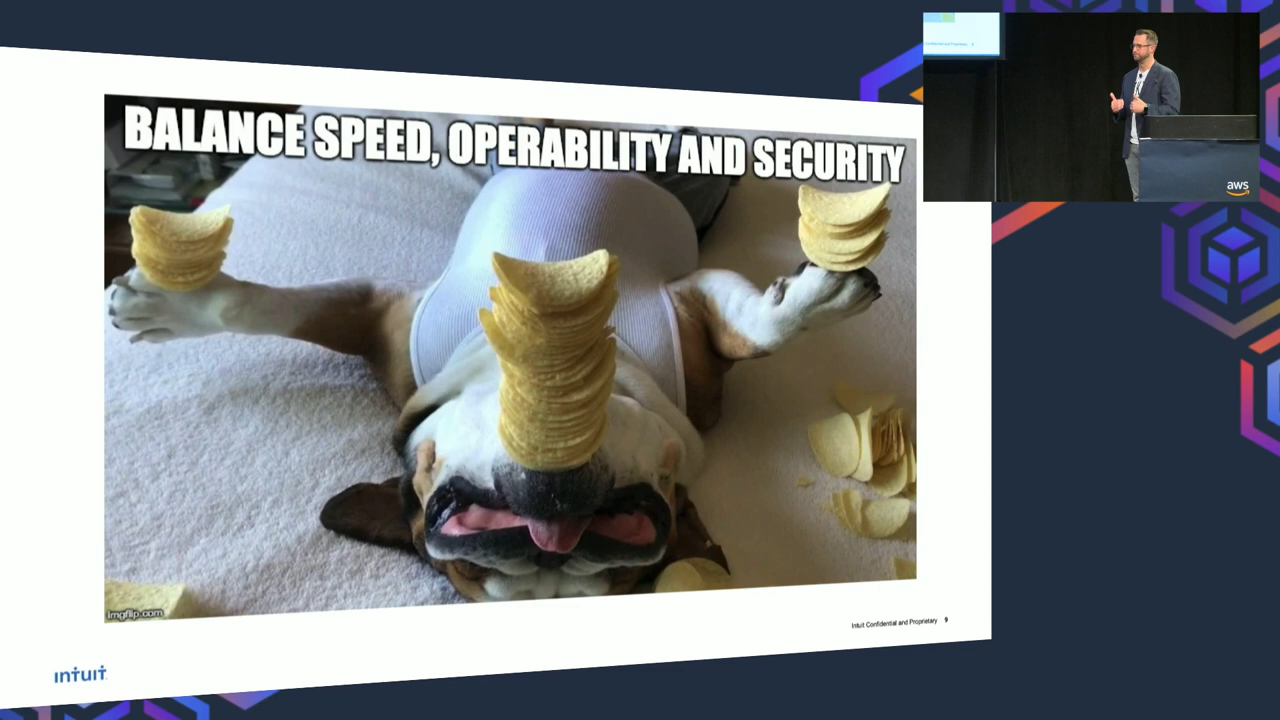 BALANCE SPEED, OPERABILITY AND SECURITY
imgflip.com
Intuit Confidential and Proprietary 9
INTUIT
aws